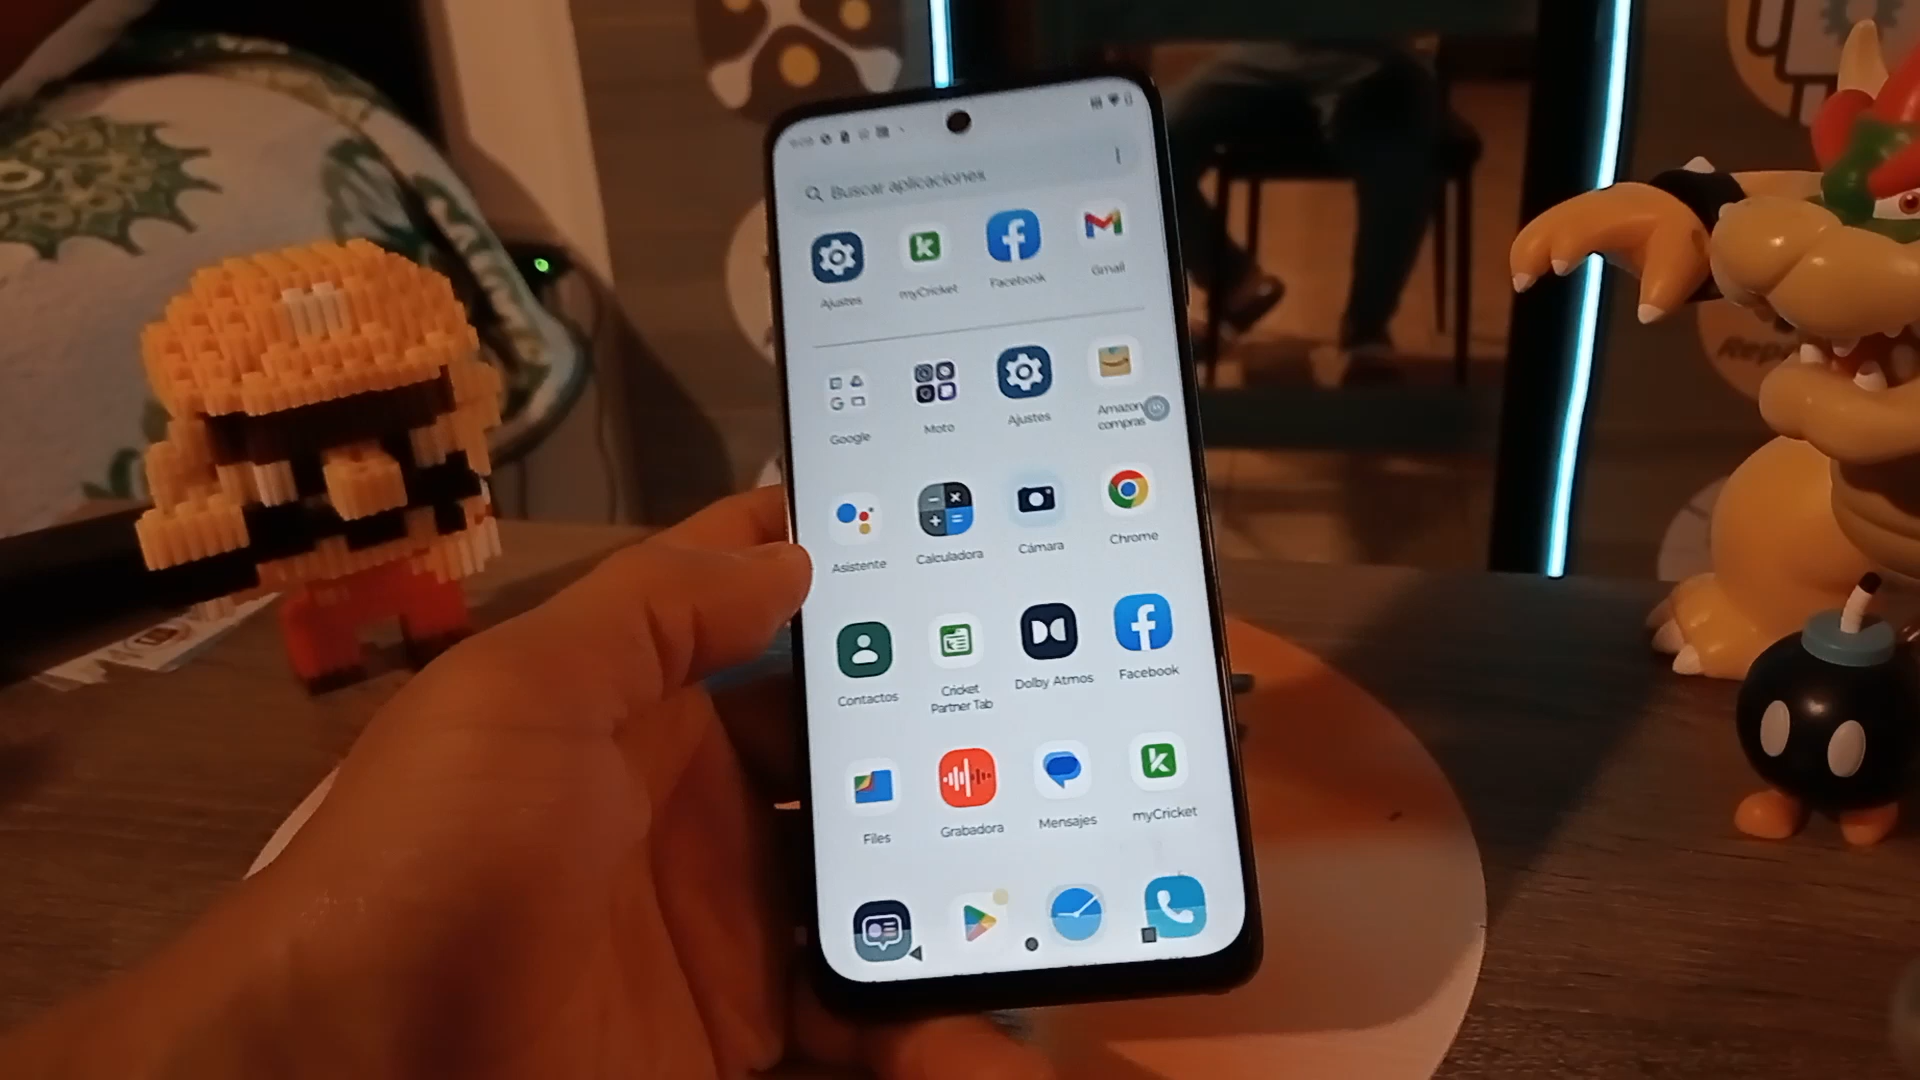 Buscar aplicaciones
Ajustes
myCricket
Facebook
Gmail
Google
Moto
Ajustes
Amazon
compras
Asistente
Calculadora
Cámara
Chrome
Contactos
Cricket
Partner Tab
Dolby Atmos
Facebook
Files
Grabadora
Mensajes
myCricket